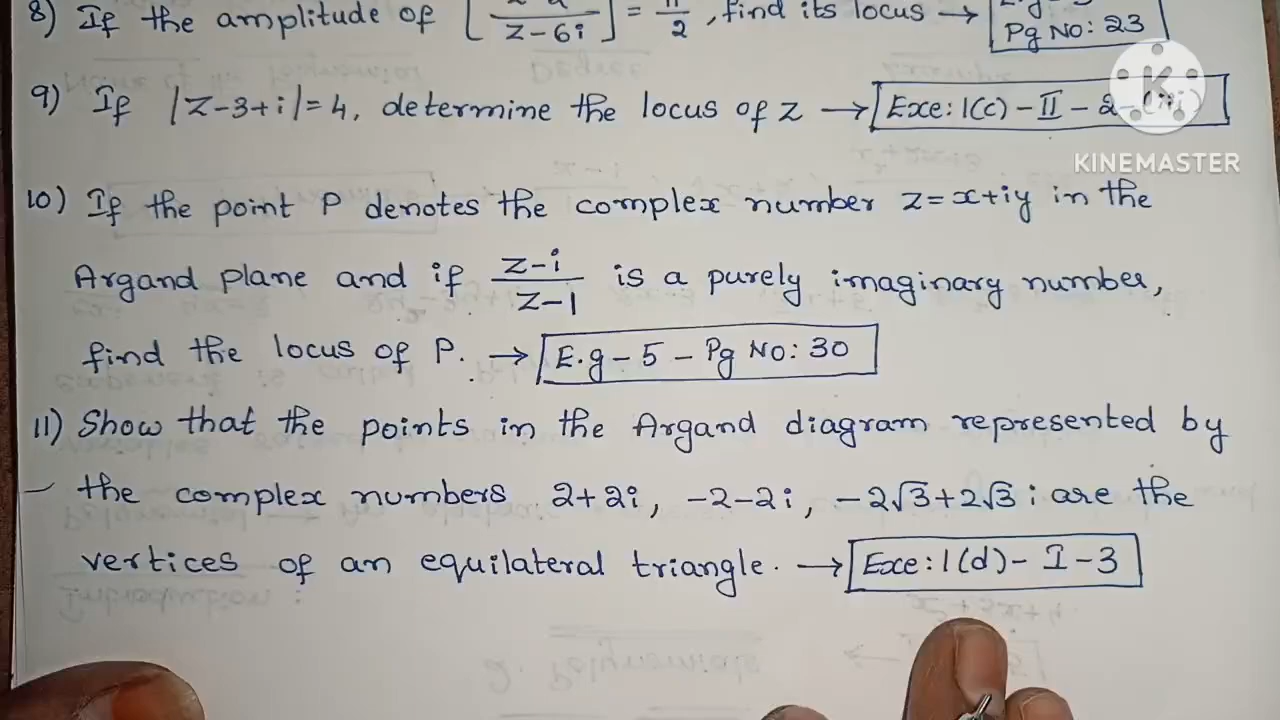 8) If the amplitude of [ /z-6i] = π/2, find its locus → Pg No: 23
9) If |z-3+i|=4, determine the locus of z → Exe: 1(c) - II - 2 - (iii)
KINEMASTER
10) If the point P denotes the complex number z=x+iy in the
Argand plane and if z-i/z-1 is a purely imaginary number,
find the locus of P. → E.g - 5 - Pg No: 30
11) Show that the points in the Argand diagram represented by
the complex numbers 2+2i, -2-2i, -2√3+2√3i are the
vertices of an equilateral triangle. → Exe: 1(d) - I - 3
2. Polynomials